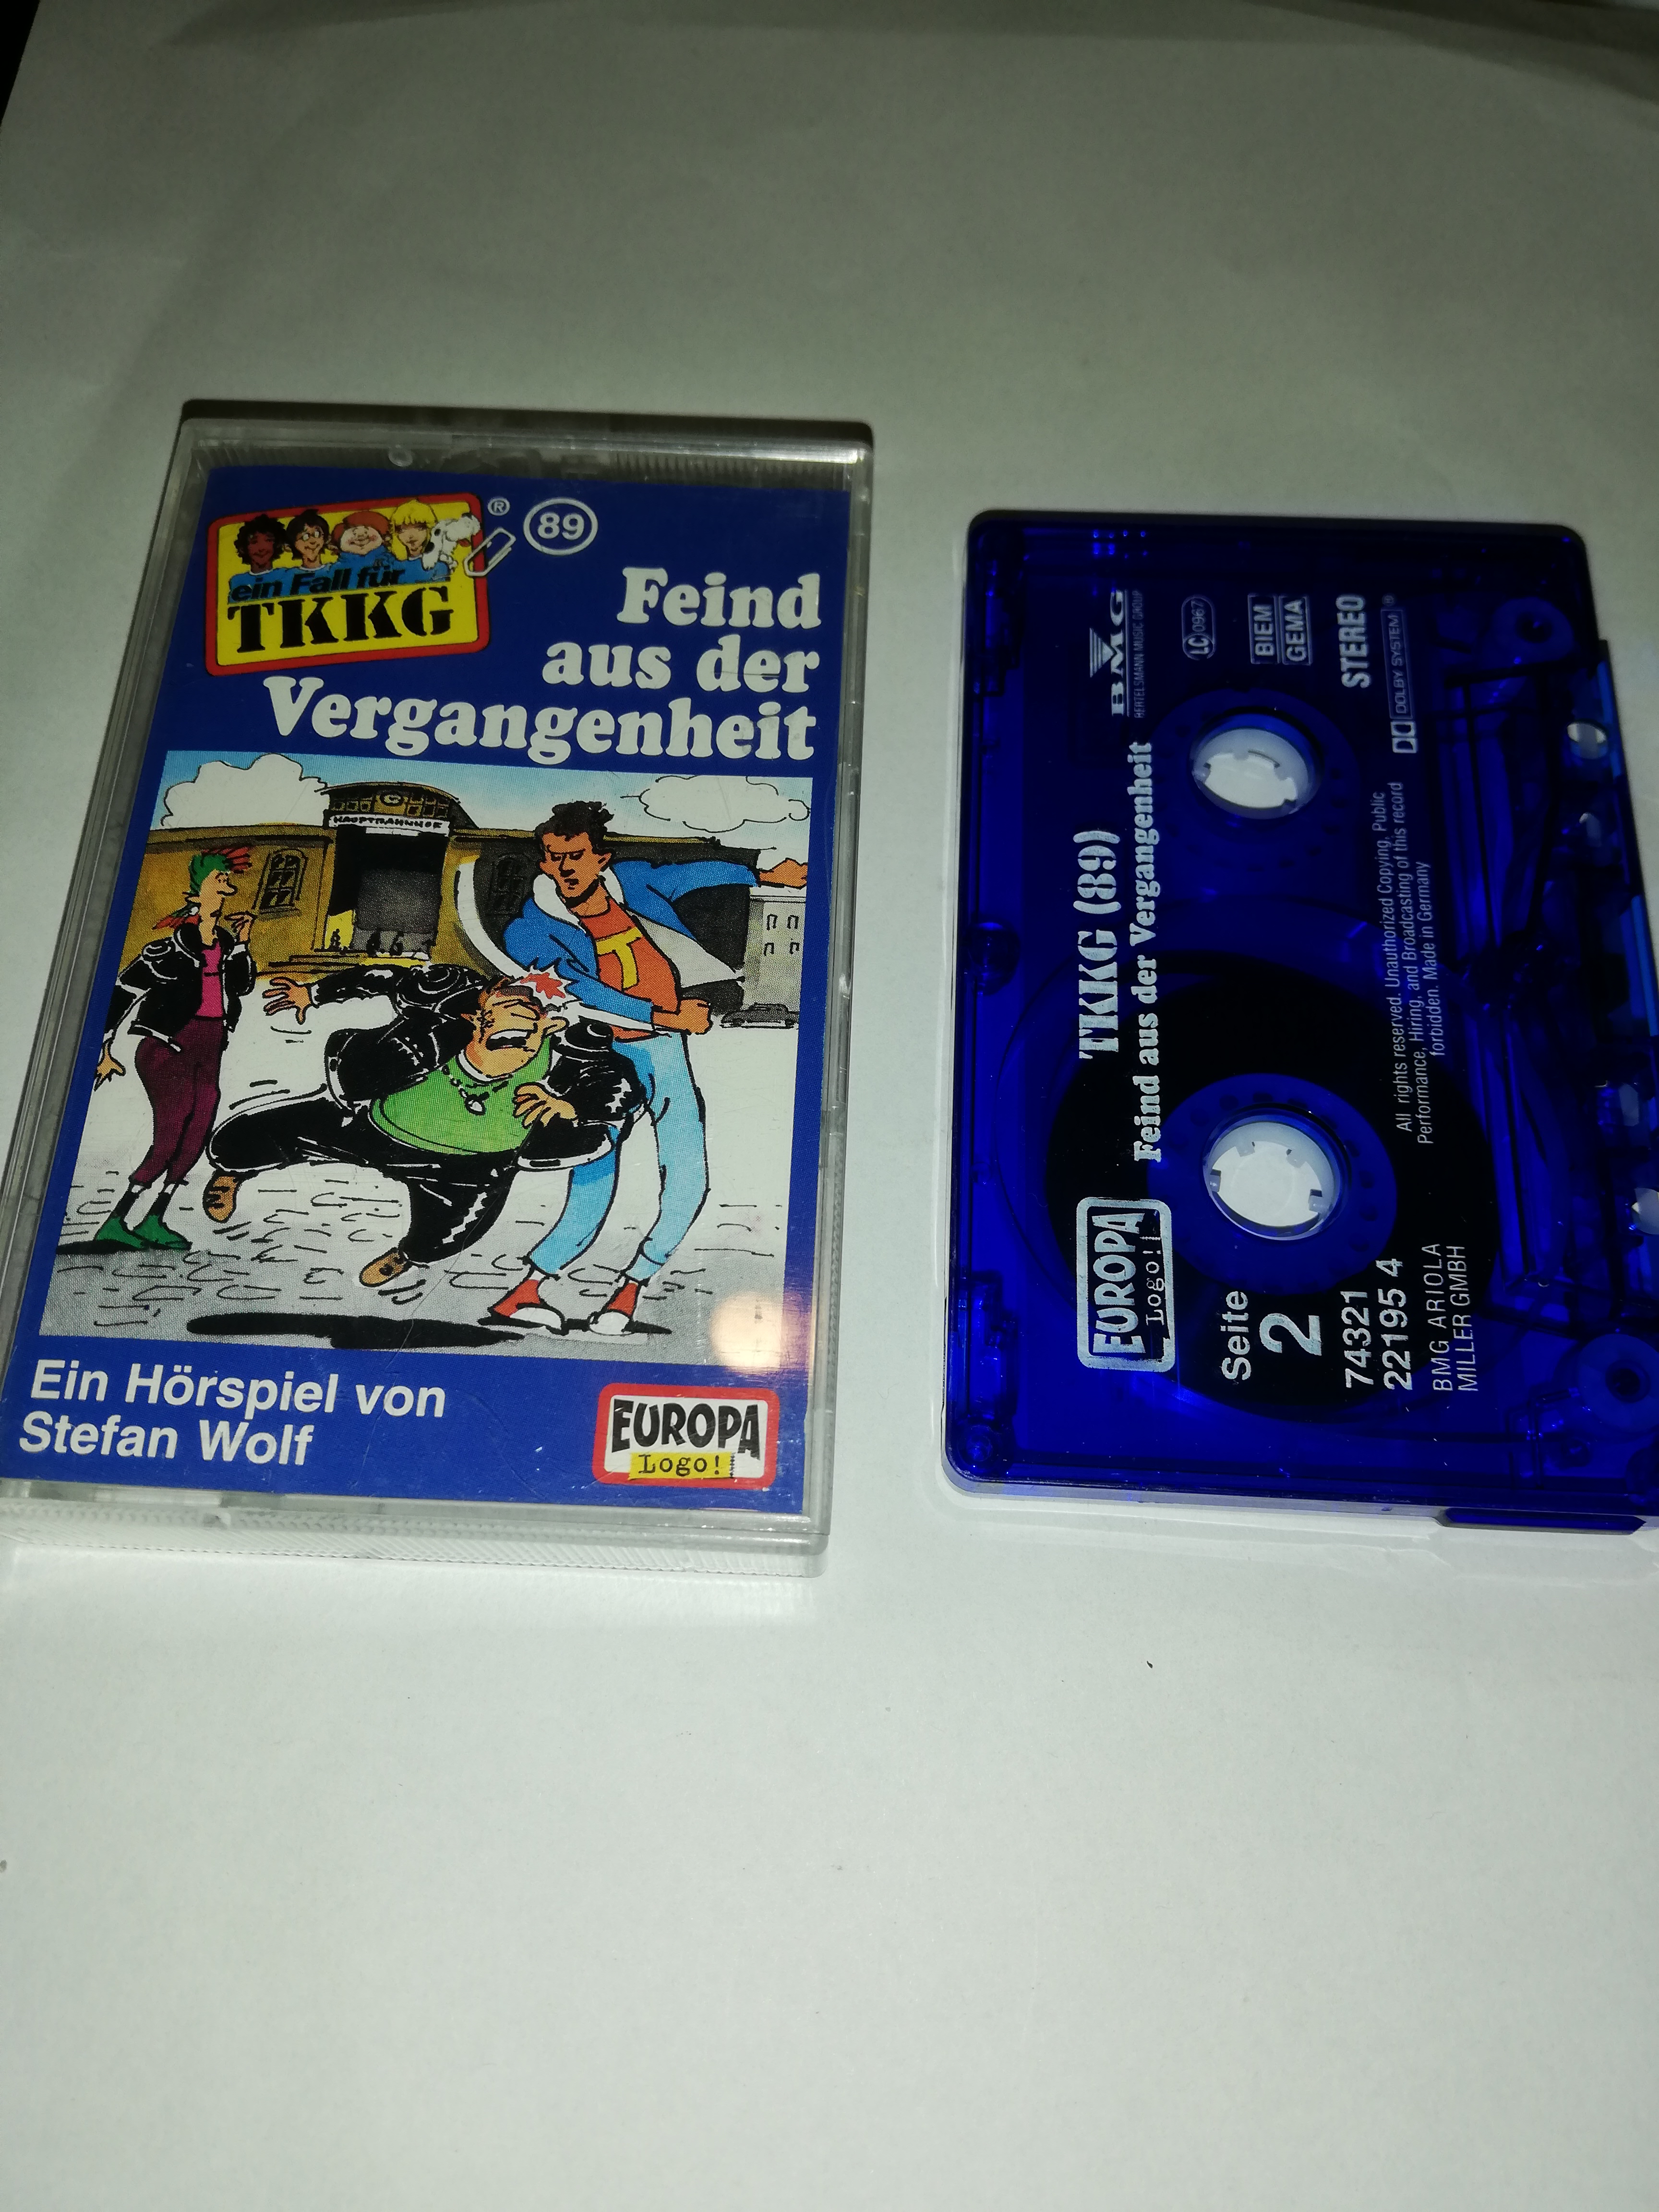 ein Fall für
TKKG
®
89
Feind
aus der
Vergangenheit
HAUPTBAHNHOF
T
Ein Hörspiel von
Stefan Wolf
EUROPA
Logo!
EUROPA
Logo!
TKKG (89)
Feind aus der Vergangenheit
BMG
BERTELSMANN MUSIC GROUP
Seite
2
LC 0967
BIEM
GEMA
74321
22195 4
STEREO
BMG ARIOLA
MILLER GMBH
All rights reserved. Unauthorized Copying, Public
Performance, Hiring, and Broadcasting of this record
forbidden. Made in Germany
DOLBY SYSTEM®